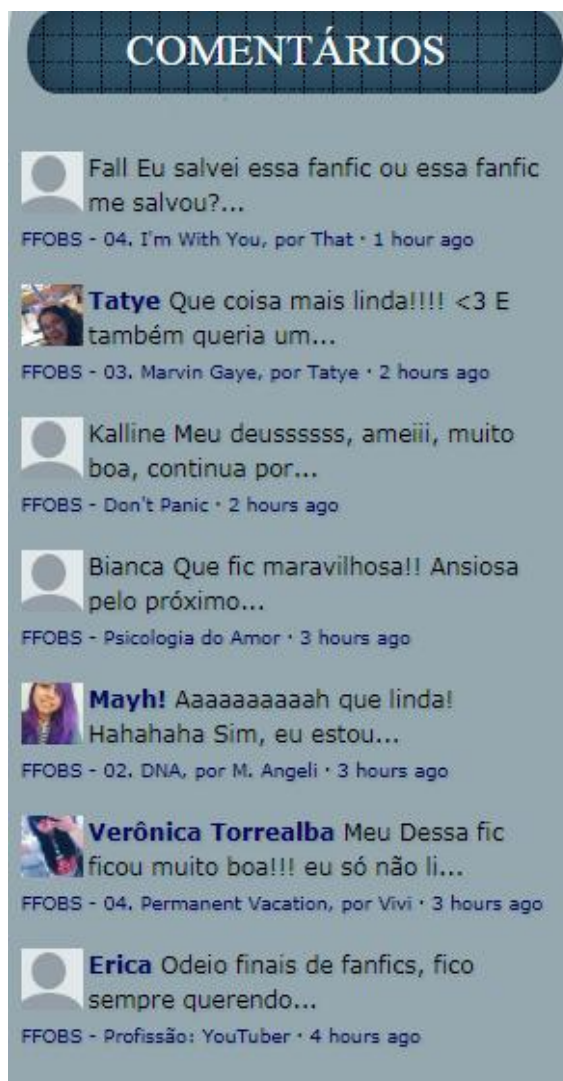 COMENTÁRIOS
Fall Eu salvei essa fanfic ou essa fanfic
me salvou?...
FFOBS - 04. I'm With You, por That · 1 hour ago
Tatye Que coisa mais linda!!!! <3 E
também queria um...
FFOBS - 03. Marvin Gaye, por Tatye · 2 hours ago
Kalline Meu deussssss, ameiii, muito
boa, continua por...
FFOBS - Don't Panic · 2 hours ago
Bianca Que fic maravilhosa!! Ansiosa
pelo próximo...
FFOBS - Psicologia do Amor · 3 hours ago
Mayh! Aaaaaaaaaah que linda!
Hahahaha Sim, eu estou...
FFOBS - 02. DNA, por M. Angeli · 3 hours ago
Verônica Torrealba Meu Dessa fic
ficou muito boa!!! eu só não li...
FFOBS - 04. Permanent Vacation, por Vivi · 3 hours ago
Erica Odeio finais de fanfics, fico
sempre querendo...
FFOBS - Profissão: YouTuber · 4 hours ago